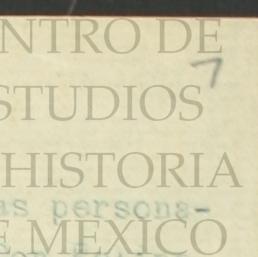 NTRO DE
7
STUDIOS
HISTORIA
as persona-
E MEXICO